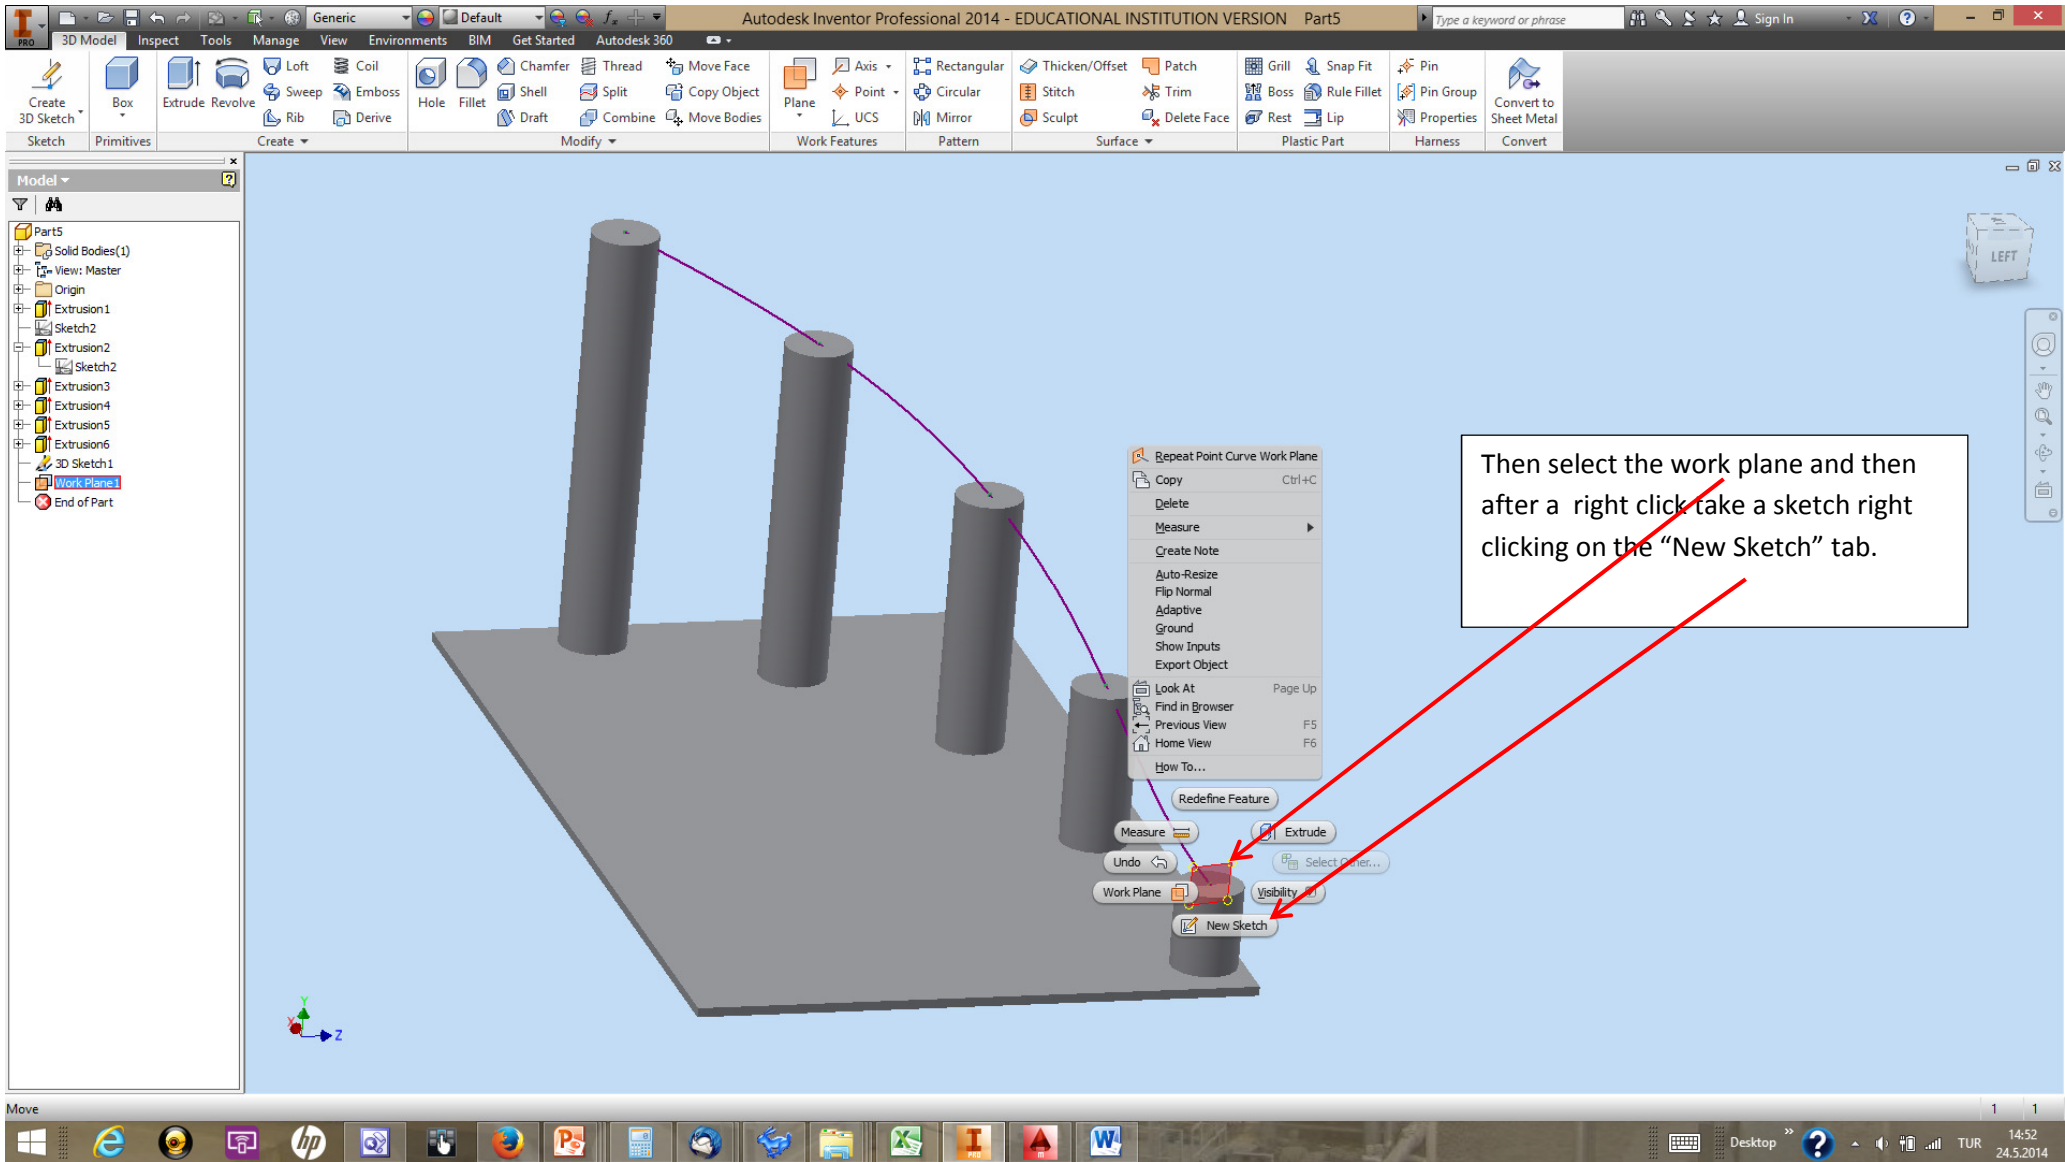 Generic
Default
Autodesk Inventor Professional 2014 - EDUCATIONAL INSTITUTION VERSION Part5
Type a keyword or phrase
Sign In
PRO
3D Model Inspect Tools Manage View Environments BIM Get Started Autodesk 360
Create
3D Sketch
Box
Extrude Revolve
Loft
Sweep
Rib
Coil
Emboss
Derive
Hole Fillet
Chamfer
Shell
Draft
Thread
Split
Combine
Move Face
Copy Object
Move Bodies
Plane
Axis
Point
UCS
Rectangular
Circular
Mirror
Thicken/Offset
Stitch
Sculpt
Patch
Trim
Delete Face
Grill
Boss
Rest
Snap Fit
Rule Fillet
Lip
Pin
Pin Group
Properties
Convert to
Sheet Metal
Sketch Primitives Create Modify Work Features Pattern Surface Plastic Part Harness Convert
Model
Part5
Solid Bodies(1)
View: Master
Origin
Extrusion1
Sketch2
Extrusion2
Sketch2
Extrusion3
Extrusion4
Extrusion5
Extrusion6
3D Sketch1
Work Plane1
End of Part
LEFT
Repeat Point Curve Work Plane
Copy Ctrl+C
Delete
Measure
Create Note
Auto-Resize
Flip Normal
Adaptive
Ground
Show Inputs
Export Object
Look At Page Up
Find in Browser
Previous View F5
Home View F6
How To...
Redefine Feature
Measure
Extrude
Undo
Select Other...
Work Plane
Visibility
New Sketch
Then select the work plane and then
after a right click take a sketch right
clicking on the “New Sketch” tab.
Y
X
Z
Move
1 1
Desktop
TUR
14:52
24.5.2014